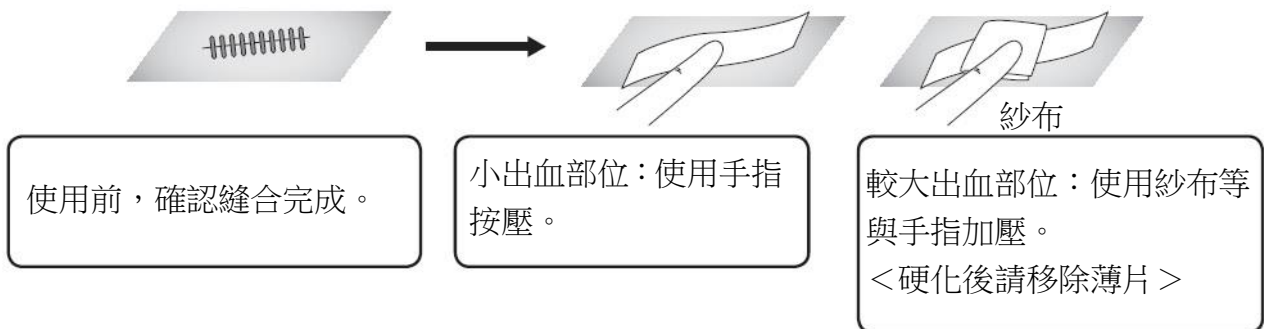 紗布
使用前，確認縫合完成。
小出血部位：使用手指
按壓。
較大出血部位：使用紗布等
與手指加壓。
＜硬化後請移除薄片＞